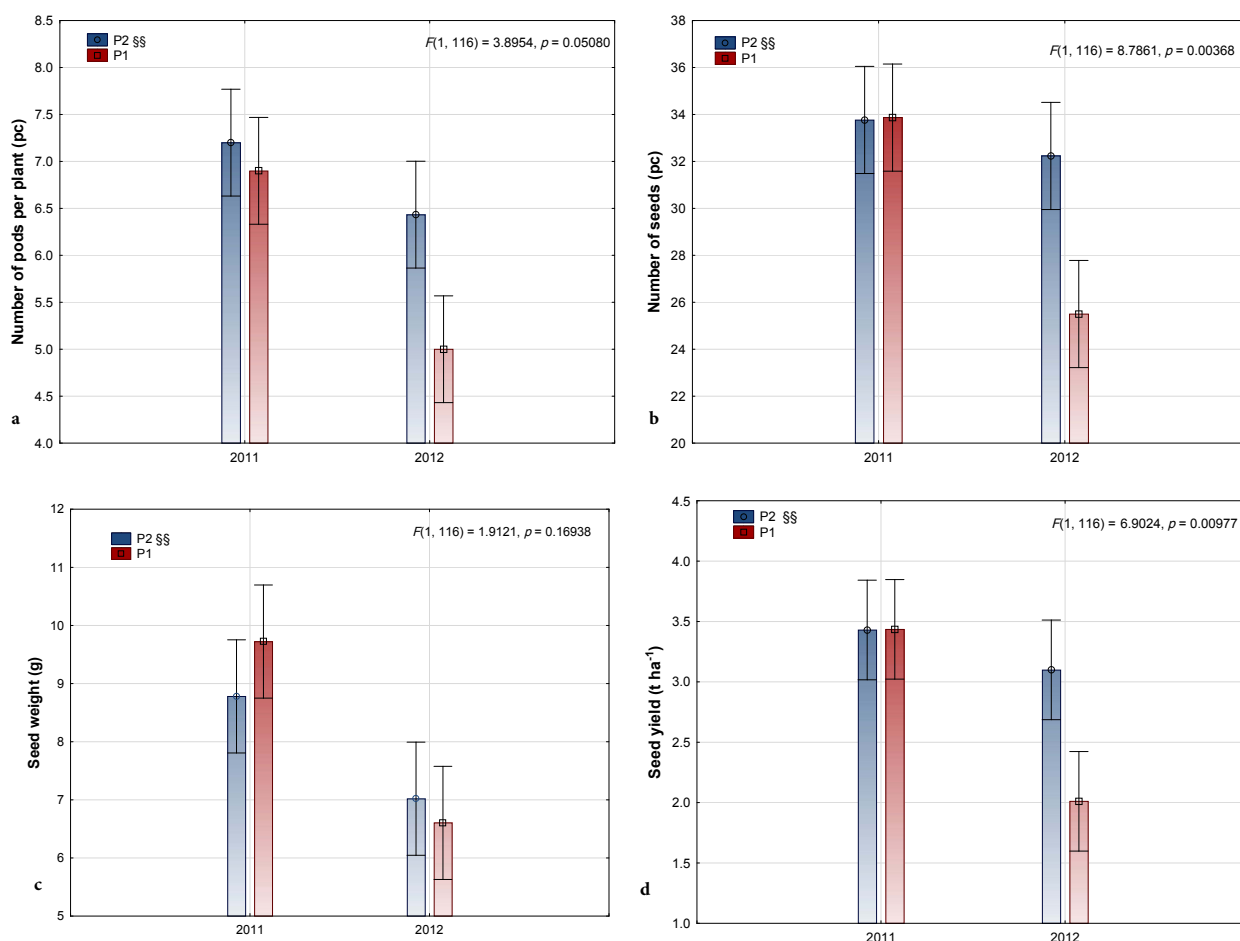 8.5
8.0
7.5
7.0
6.5
6.0
5.5
5.0
4.5
4.0
Number of pods per plant (pc)
P2 §§
P1
F(1, 116) = 3.8954, p = 0.05080
a
2011 2012
38
36
34
32
30
28
26
24
22
20
Number of seeds (pc)
P2 §§
P1
F(1, 116) = 8.7861, p = 0.00368
b
2011 2012
12
11
10
9
8
7
6
5
Seed weight (g)
P2 §§
P1
F(1, 116) = 1.9121, p = 0.16938
c
2011 2012
4.5
4.0
3.5
3.0
2.5
2.0
1.5
1.0
Seed yield (t ha⁻¹)
P2 §§
P1
F(1, 116) = 6.9024, p = 0.00977
d
2011 2012